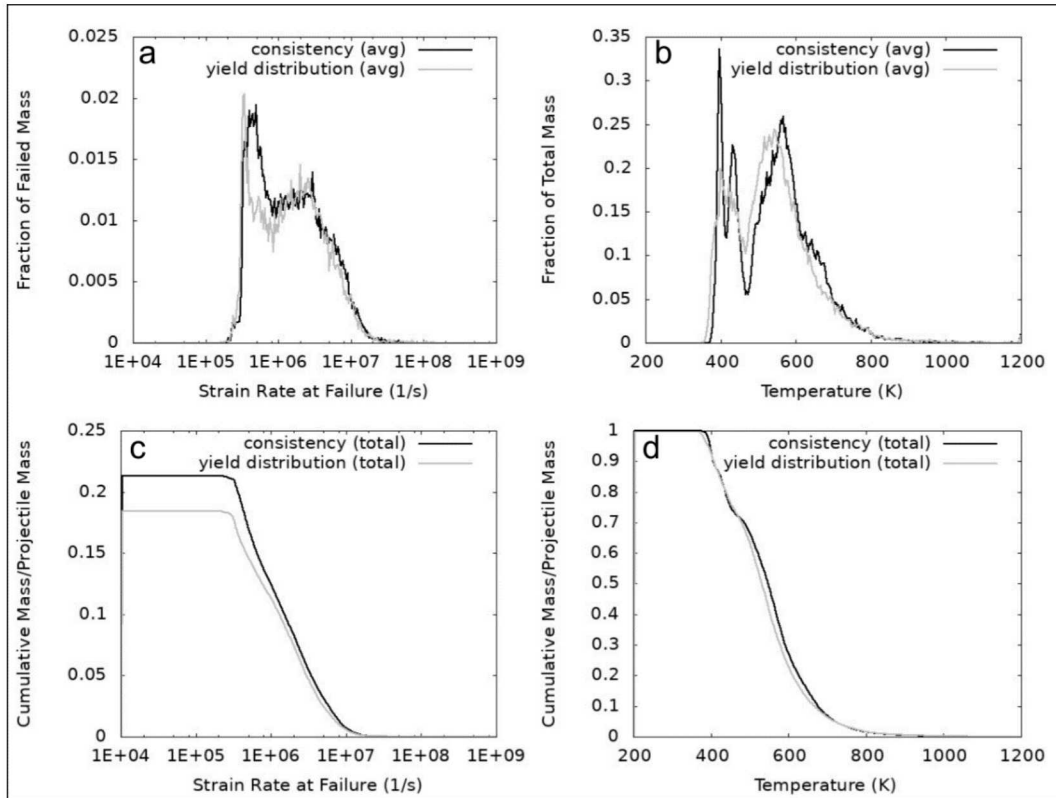 a
consistency (avg)
yield distribution (avg)
Fraction of Failed Mass
0.025
0.02
0.015
0.01
0.005
0
1E+04 1E+05 1E+06 1E+07 1E+08 1E+09
Strain Rate at Failure (1/s)
b
consistency (avg)
yield distribution (avg)
Fraction of Total Mass
0.35
0.3
0.25
0.2
0.15
0.1
0.05
0
200 400 600 800 1000 1200
Temperature (K)
c
consistency (total)
yield distribution (total)
Cumulative Mass/Projectile Mass
0.25
0.2
0.15
0.1
0.05
0
1E+04 1E+05 1E+06 1E+07 1E+08 1E+09
Strain Rate at Failure (1/s)
d
consistency (total)
yield distribution (total)
Cumulative Mass/Projectile Mass
1
0.9
0.8
0.7
0.6
0.5
0.4
0.3
0.2
0.1
0
200 400 600 800 1000 1200
Temperature (K)